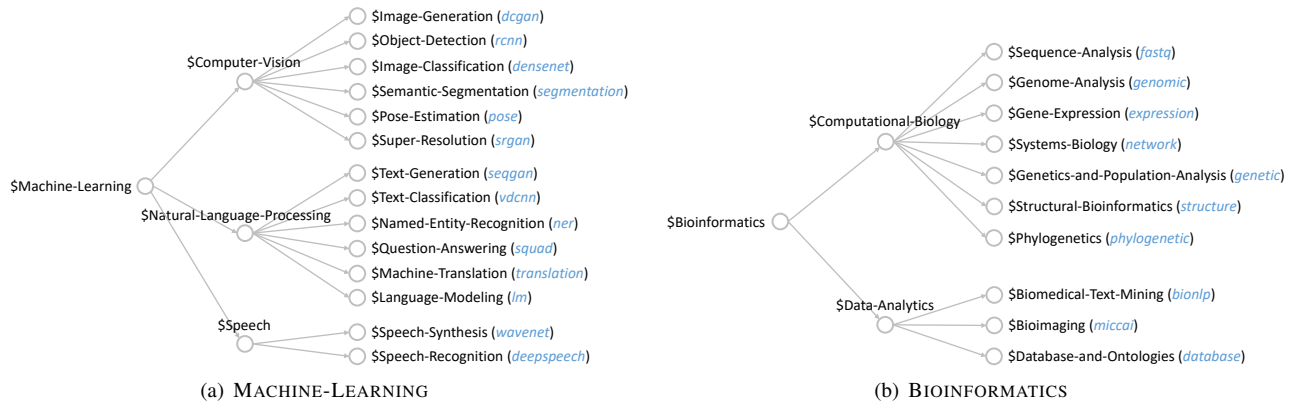 $Machine-Learning
$Computer-Vision
$Image-Generation (dcgan)
$Object-Detection (rcnn)
$Image-Classification (densenet)
$Semantic-Segmentation (segmentation)
$Pose-Estimation (pose)
$Super-Resolution (srgan)
$Natural-Language-Processing
$Text-Generation (seqgan)
$Text-Classification (vdcnn)
$Named-Entity-Recognition (ner)
$Question-Answering (squad)
$Machine-Translation (translation)
$Language-Modeling (lm)
$Speech
$Speech-Synthesis (wavenet)
$Speech-Recognition (deepspeech)
(a) MACHINE-LEARNING
$Bioinformatics
$Computational-Biology
$Sequence-Analysis (fastq)
$Genome-Analysis (genomic)
$Gene-Expression (expression)
$Systems-Biology (network)
$Genetics-and-Population-Analysis (genetic)
$Structural-Bioinformatics (structure)
$Phylogenetics (phylogenetic)
$Data-Analytics
$Biomedical-Text-Mining (bionlp)
$Bioimaging (miccai)
$Database-and-Ontologies (database)
(b) BIOINFORMATICS